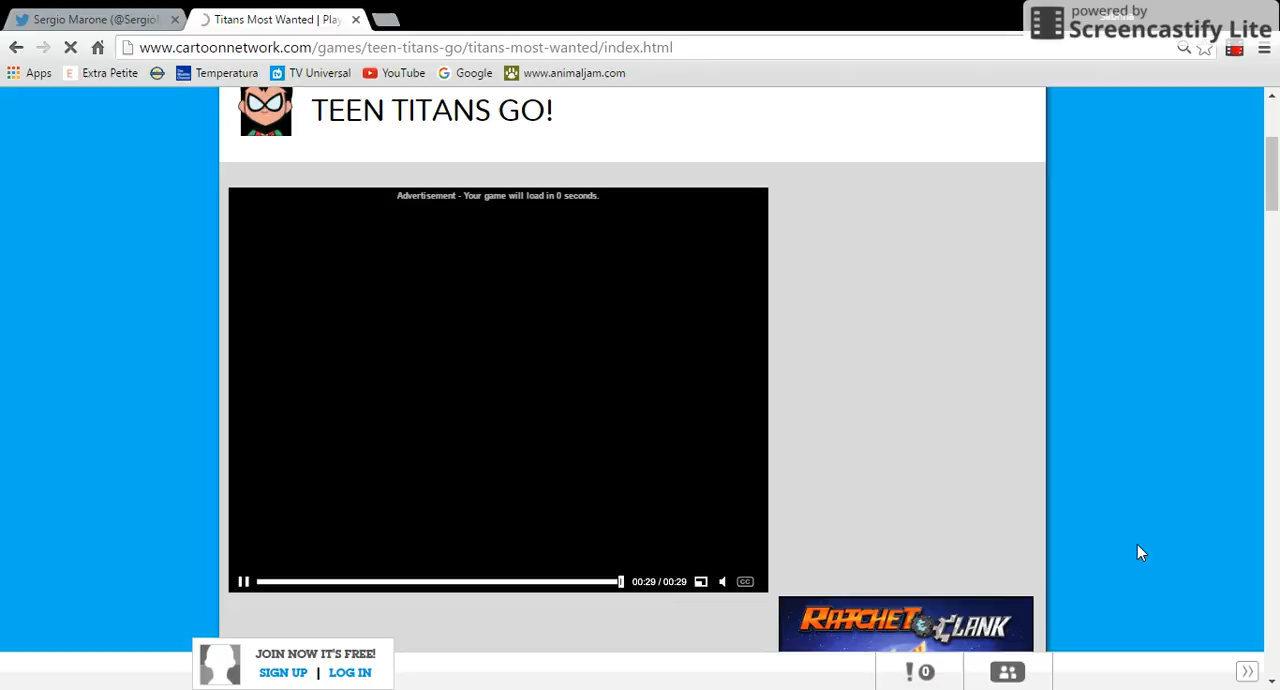 powered by
Screencastify Lite
Sergio Marone (@Sergio
Titans Most Wanted | Play
www.cartoonnetwork.com/games/teen-titans-go/titans-most-wanted/index.html
Apps
Extra Petite
Temperatura
TV Universal
YouTube
Google
www.animaljam.com
TEEN TITANS GO!
Advertisement - Your game will load in 0 seconds.
00:29 / 00:29
CC
RATCHET CLANK
JOIN NOW IT'S FREE!
SIGN UP | LOG IN
! 0